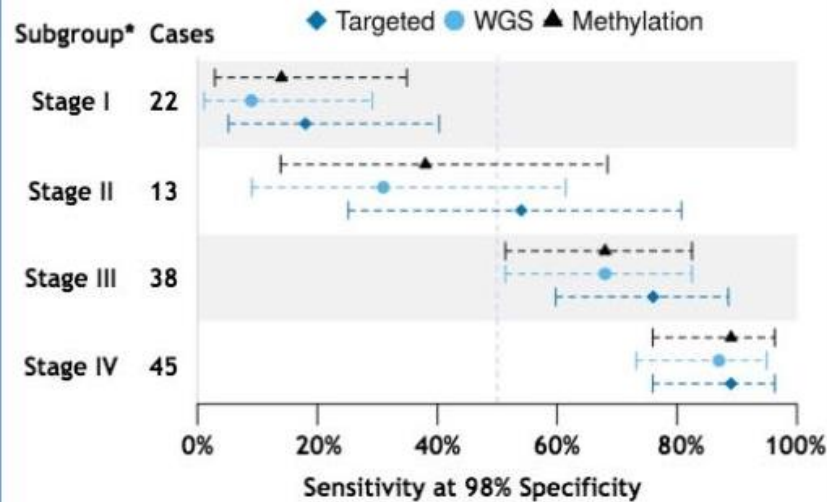 Targeted WGS Methylation
Subgroup* Cases
Stage I 22
Stage II 13
Stage III 38
Stage IV 45
0% 20% 40% 60% 80% 100%
Sensitivity at 98% Specificity